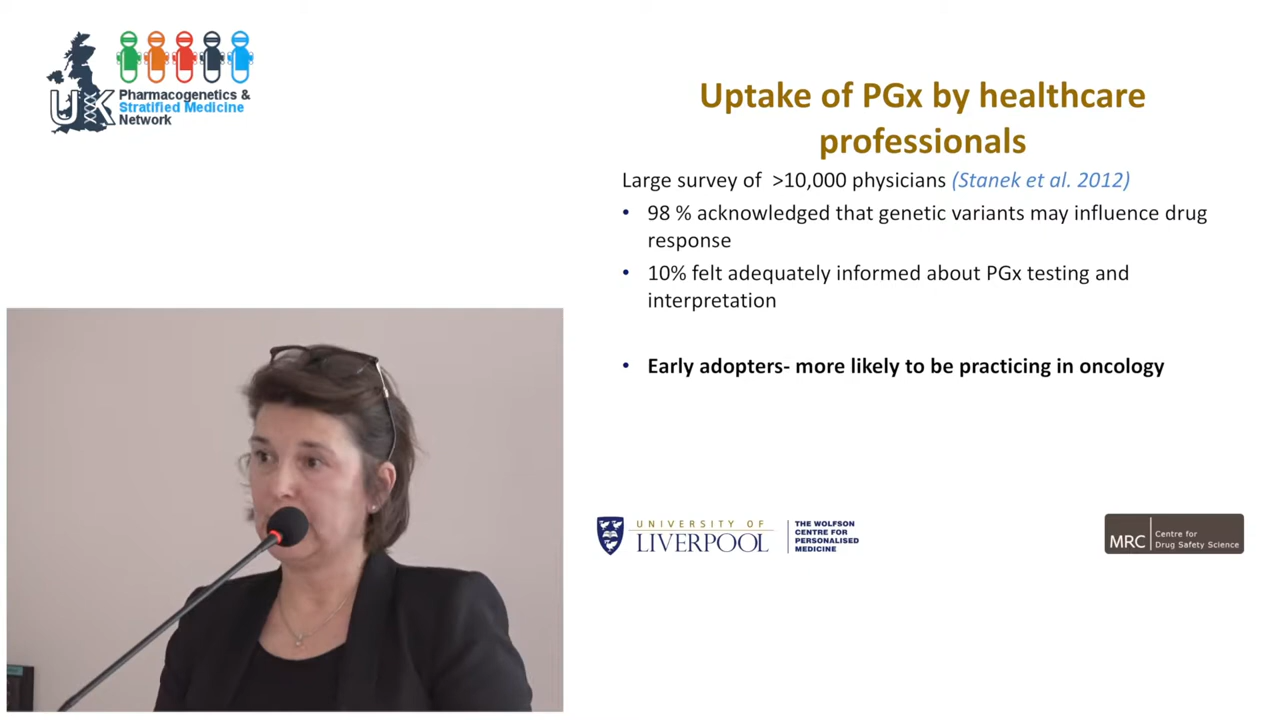 UK
Pharmacogenetics &
Stratified Medicine
Network
Uptake of PGx by healthcare
professionals
Large survey of  >10,000 physicians (Stanek et al. 2012)
• 98 % acknowledged that genetic variants may influence drug
response
• 10% felt adequately informed about PGx testing and
interpretation
• Early adopters- more likely to be practicing in oncology
UNIVERSITY OF
LIVERPOOL
THE WOLFSON
CENTRE FOR
PERSONALISED
MEDICINE
MRC
Centre for
Drug Safety Science